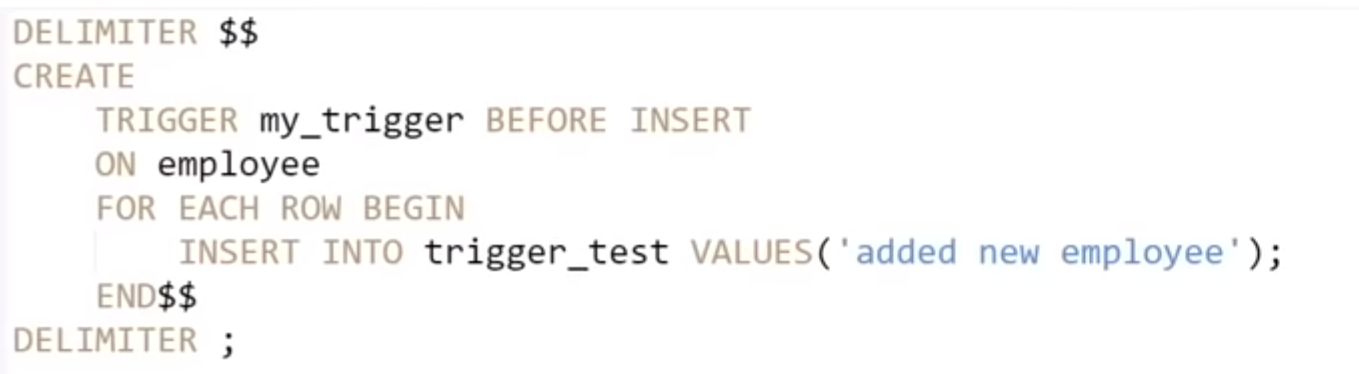 DELIMITER $$
CREATE
    TRIGGER my_trigger BEFORE INSERT
    ON employee
    FOR EACH ROW BEGIN
        INSERT INTO trigger_test VALUES('added new employee');
    END$$
DELIMITER ;